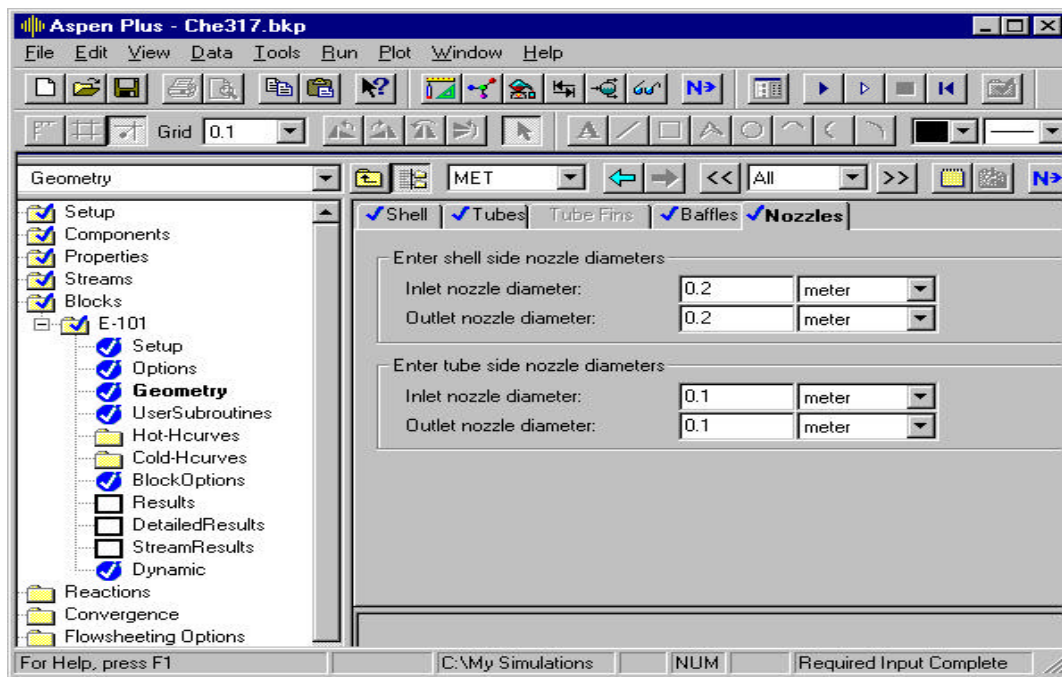 Aspen Plus - Che317.bkp
File Edit View Data Tools Run Plot Window Help
N>
Grid 0.1
A
Geometry
MET
<< All >>
N>
Setup
Components
Properties
Streams
Blocks
E-101
Setup
Options
Geometry
UserSubroutines
Hot-Hcurves
Cold-Hcurves
BlockOptions
Results
DetailedResults
StreamResults
Dynamic
Reactions
Convergence
Flowsheeting Options
Shell Tubes Tube Fins Baffles Nozzles
Enter shell side nozzle diameters
Inlet nozzle diameter: 0.2 meter
Outlet nozzle diameter: 0.2 meter
Enter tube side nozzle diameters
Inlet nozzle diameter: 0.1 meter
Outlet nozzle diameter: 0.1 meter
For Help, press F1 C:\My Simulations NUM Required Input Complete